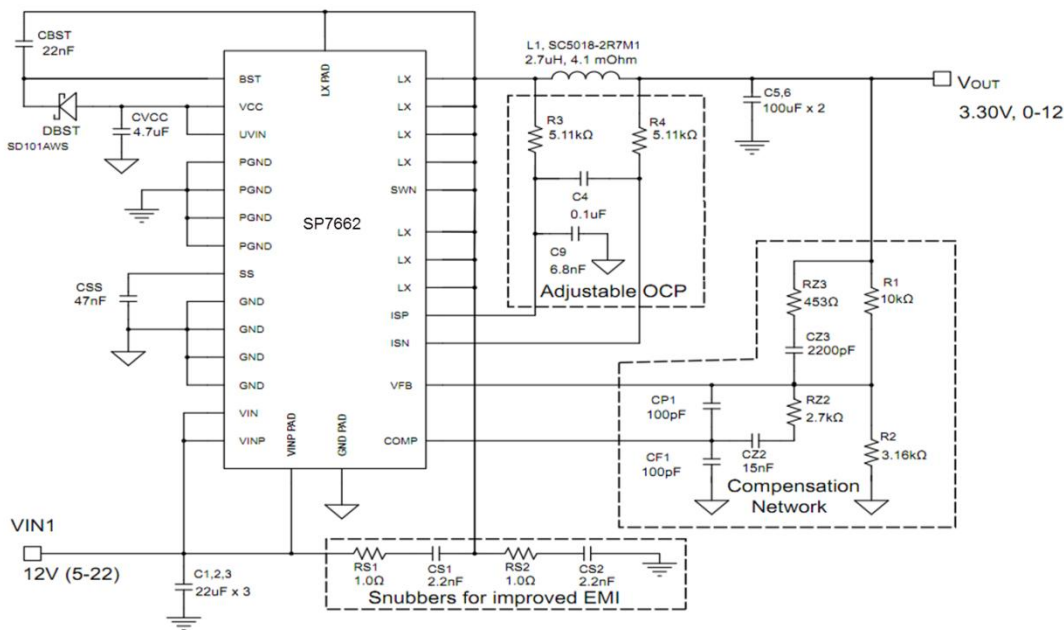 CBST
22nF
L1, SC5018-2R7M1
2.7uH, 4.1 mOhm
LX PAD
BST
LX
VOUT
VCC
LX
C5,6
100uF x 2
3.30V, 0-12
DBST
SD101AWS
CVCC
4.7uF
UVIN
LX
R3
5.11kΩ
R4
5.11kΩ
PGND
LX
PGND
SWN
C4
0.1uF
PGND
SP7662
LX
PGND
LX
C9
6.8nF
SS
LX
CSS
47nF
Adjustable OCP
GND
ISP
RZ3
453Ω
R1
10kΩ
GND
ISN
CZ3
2200pF
GND
GND
VFB
VIN
CP1
100pF
RZ2
2.7kΩ
VINP
VINP PAD
GND PAD
COMP
R2
3.16kΩ
CF1
100pF
CZ2
15nF
Compensation
Network
VIN1
12V (5-22)
RS1
1.0Ω
CS1
2.2nF
RS2
1.0Ω
CS2
2.2nF
C1,2,3
22uF x 3
Snubbers for improved EMI